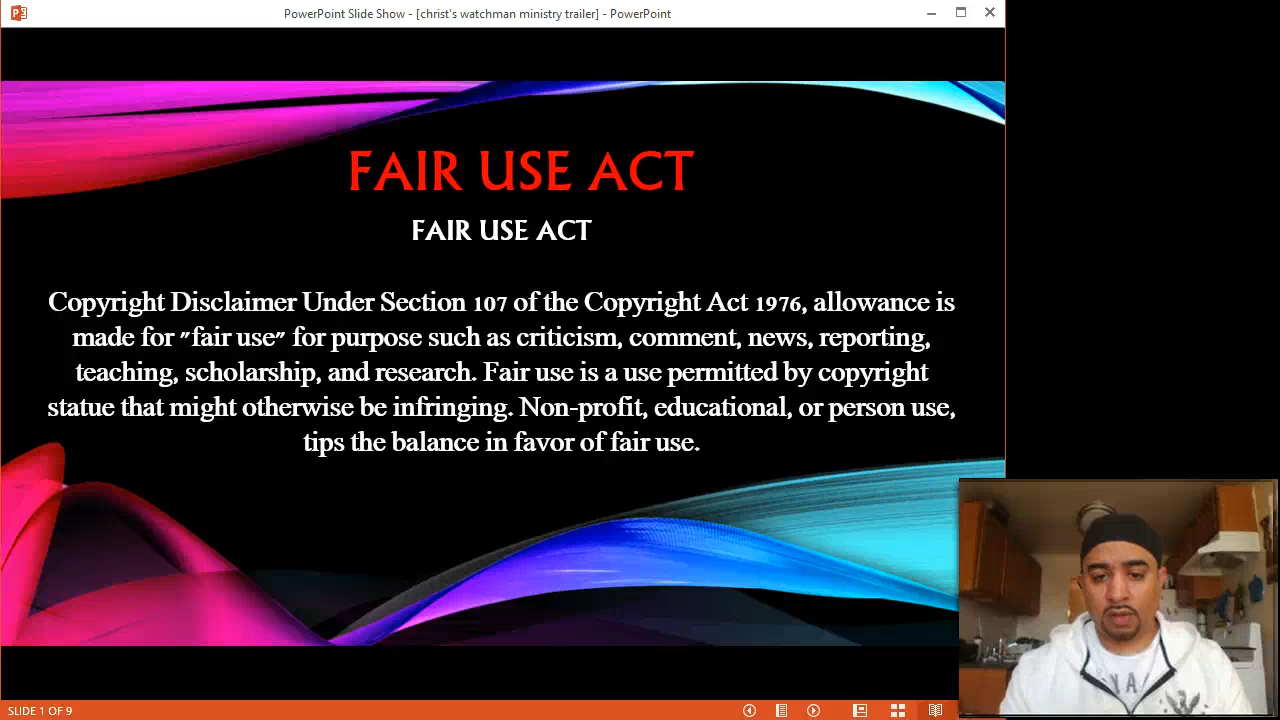 PowerPoint Slide Show - [christ's watchman ministry trailer] - PowerPoint
FAIR USE ACT
FAIR USE ACT
Copyright Disclaimer Under Section 107 of the Copyright Act 1976, allowance is
made for "fair use" for purpose such as criticism, comment, news, reporting,
teaching, scholarship, and research. Fair use is a use permitted by copyright
statue that might otherwise be infringing. Non-profit, educational, or person use,
tips the balance in favor of fair use.
SLIDE 1 OF 9